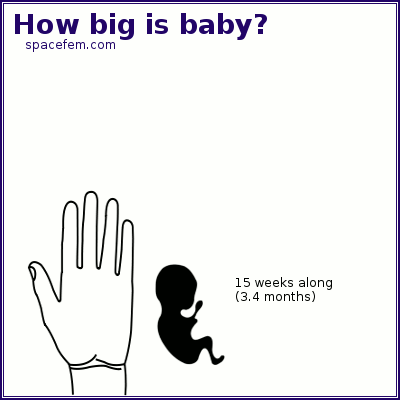 How big is baby?
spacefem.com
15 weeks along
(3.4 months)